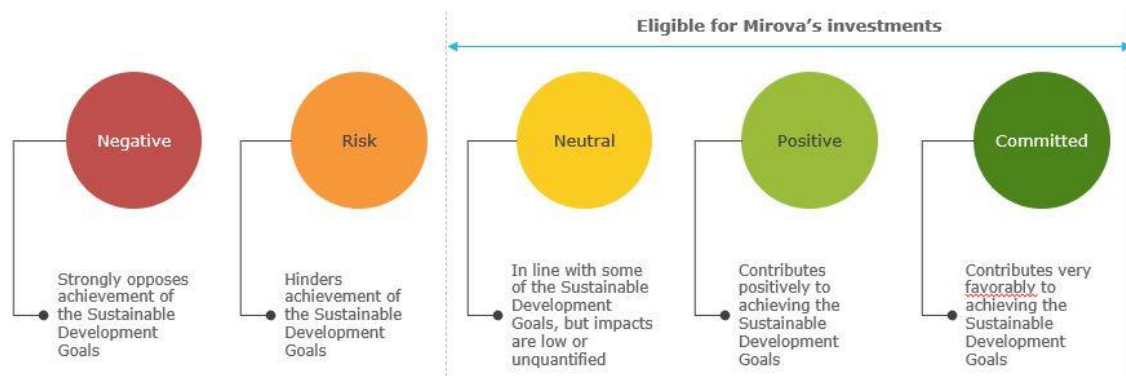 Eligible for Mirova's investments
Negative
Risk
Neutral
Positive
Committed
Strongly opposes
achievement of
the Sustainable
Development
Goals
Hinders
achievement of
the Sustainable
Development
Goals
In line with some
of the Sustainable
Development
Goals, but impacts
are low or
unquantified
Contributes
positively to
achieving the
Sustainable
Development
Goals
Contributes very
favorably to
achieving the
Sustainable
Development
Goals